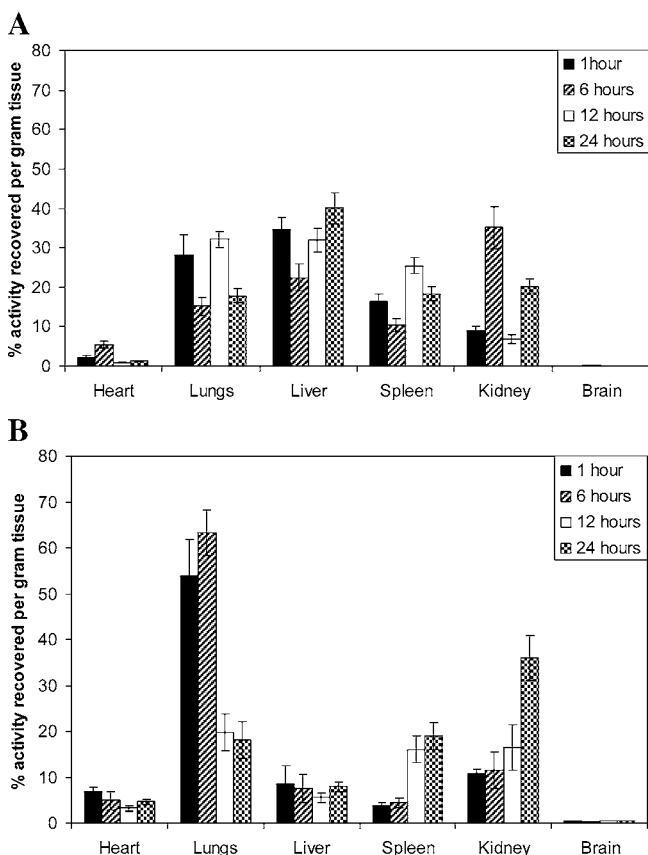 A
% activity recovered per gram tissue
80
70
60
50
40
30
20
10
0
1hour
6 hours
12 hours
24 hours
Heart Lungs Liver Spleen Kidney Brain
B
% activity recovered per gram tissue
80
70
60
50
40
30
20
10
0
1 hour
6 hours
12 hours
24 hours
Heart Lungs Liver Spleen Kidney Brain